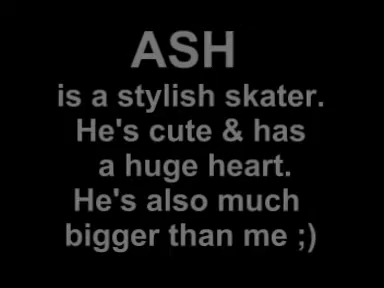 ASH
is a stylish skater.
He's cute & has
a huge heart.
He's also much
bigger than me ;)